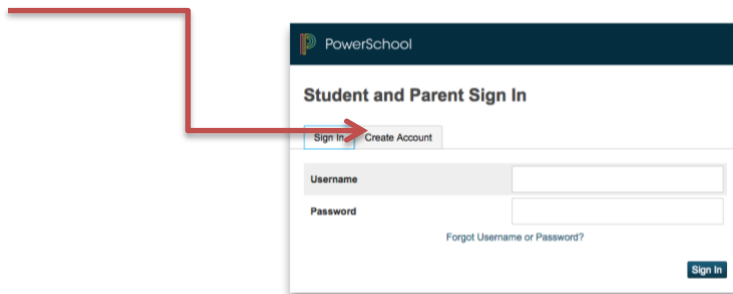 PowerSchool
Student and Parent Sign In
Sign In Create Account
Username
Password
Forgot Username or Password?
Sign In